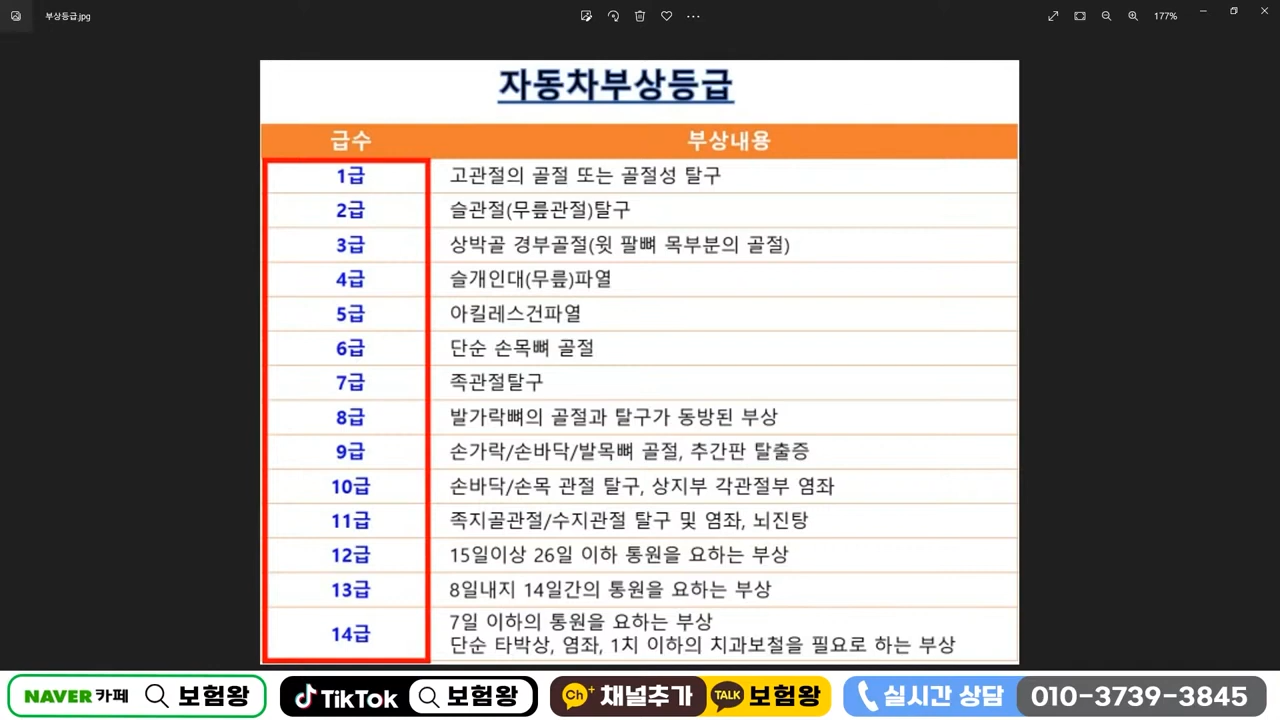 부상등급.jpg
177%
자동차부상등급
급수 부상내용
1급 고관절의 골절 또는 골절성 탈구
2급 슬관절(무릎관절)탈구
3급 상박골 경부골절(윗 팔뼈 목부분의 골절)
4급 슬개인대(무릎)파열
5급 아킬레스건파열
6급 단순 손목뼈 골절
7급 족관절탈구
8급 발가락뼈의 골절과 탈구가 동방된 부상
9급 손가락/손바닥/발목뼈 골절, 추간판 탈출증
10급 손바닥/손목 관절 탈구, 상지부 각관절부 염좌
11급 족지골관절/수지관절 탈구 및 염좌, 뇌진탕
12급 15일이상 26일 이하 통원을 요하는 부상
13급 8일내지 14일간의 통원을 요하는 부상
14급 7일 이하의 통원을 요하는 부상
단순 타박상, 염좌, 1치 이하의 치과보철을 필요로 하는 부상
NAVER 카페 보험왕 TikTok 보험왕 Ch+ 채널추가 TALK 보험왕 실시간 상담 010-3739-3845